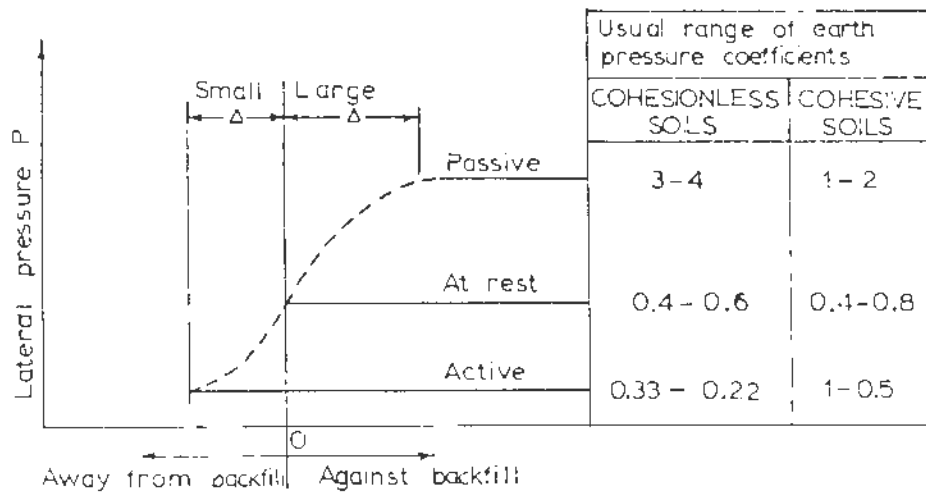 Usual range of earth
pressure coefficients
COHESIONLESS
SOILS
COHESIVE
SOILS
Small
Δ
Large
Δ
Passive
3-4
1-2
At rest
0.4-0.6
0.4-0.8
Active
0.33-0.22
1-0.5
Lateral pressure P
O
Away from backfill
Against backfill